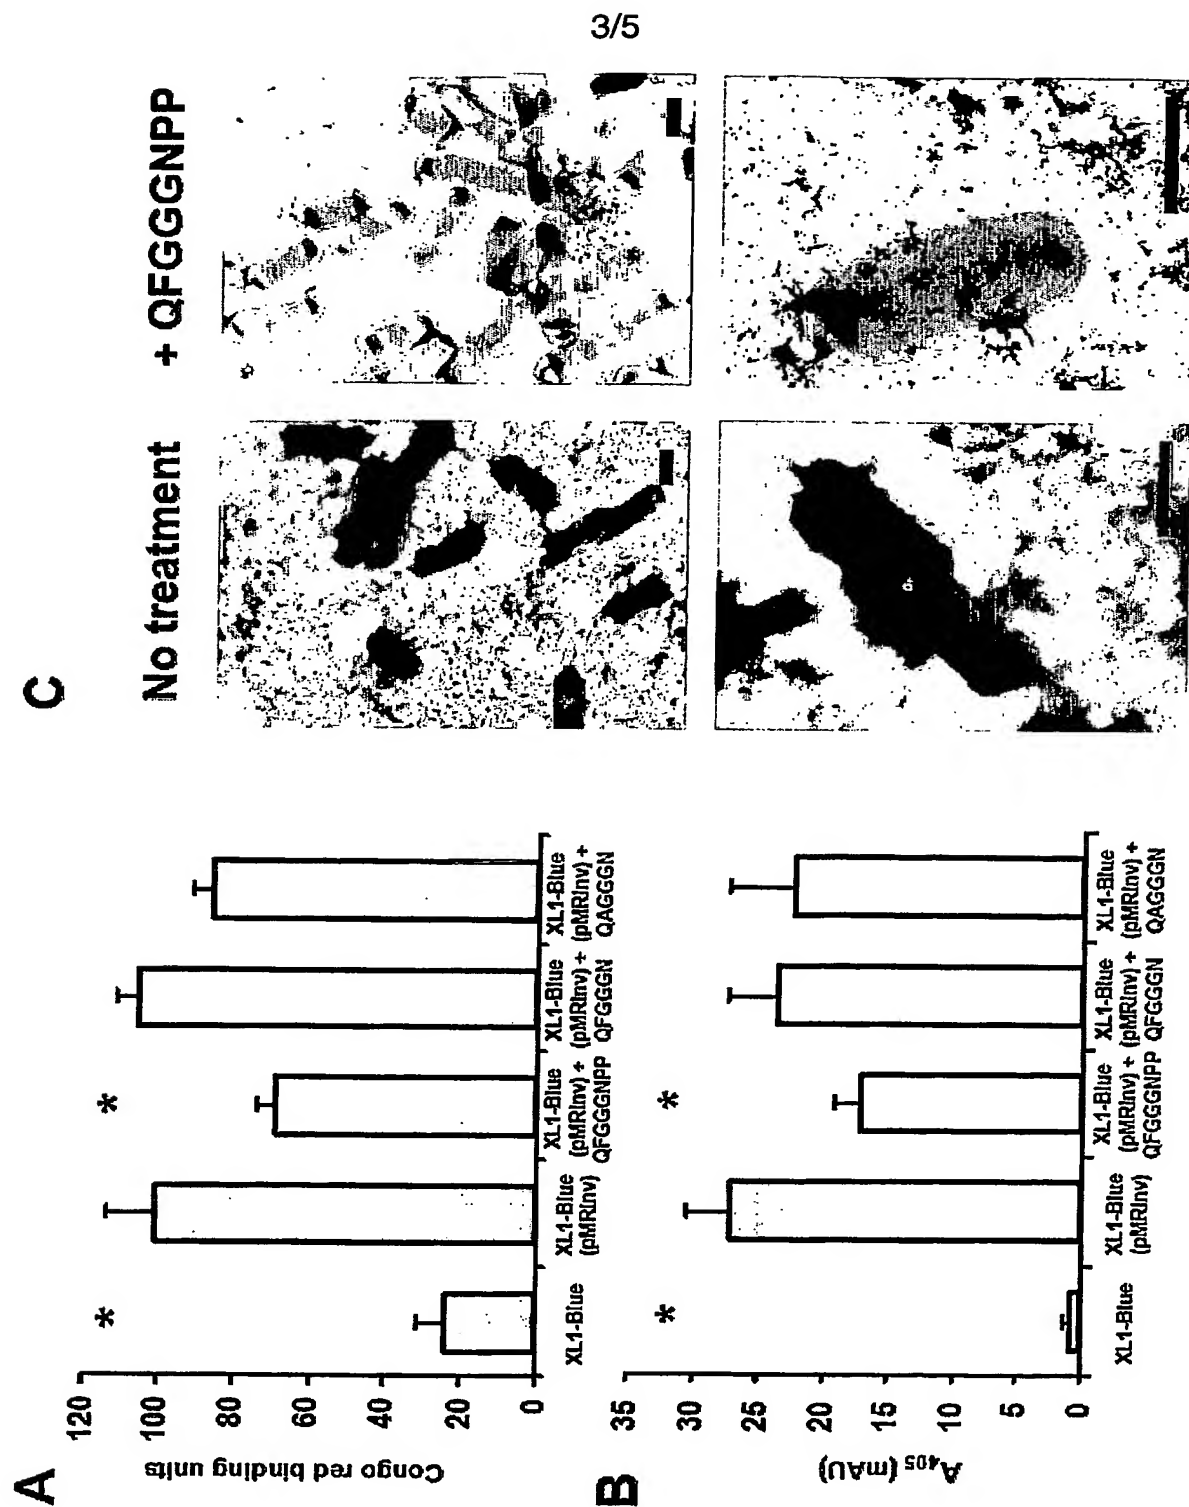 3/5
A
Congo red binding units
120
100
80
60
40
20
0
XL1-Blue
XL1-Blue
(pMRInv)
XL1-Blue
(pMRInv) +
QFGGGNPP
XL1-Blue
(pMRInv) +
QFGGGN
XL1-Blue
(pMRInv) +
QAGGGN
*
*
B
A405 (mAU)
35
30
25
20
15
10
5
0
XL1-Blue
XL1-Blue
(pMRInv)
XL1-Blue
(pMRInv) +
QFGGGNPP
XL1-Blue
(pMRInv) +
QFGGGN
XL1-Blue
(pMRInv) +
QAGGGN
*
*
C
No treatment
+ QFGGGNPP